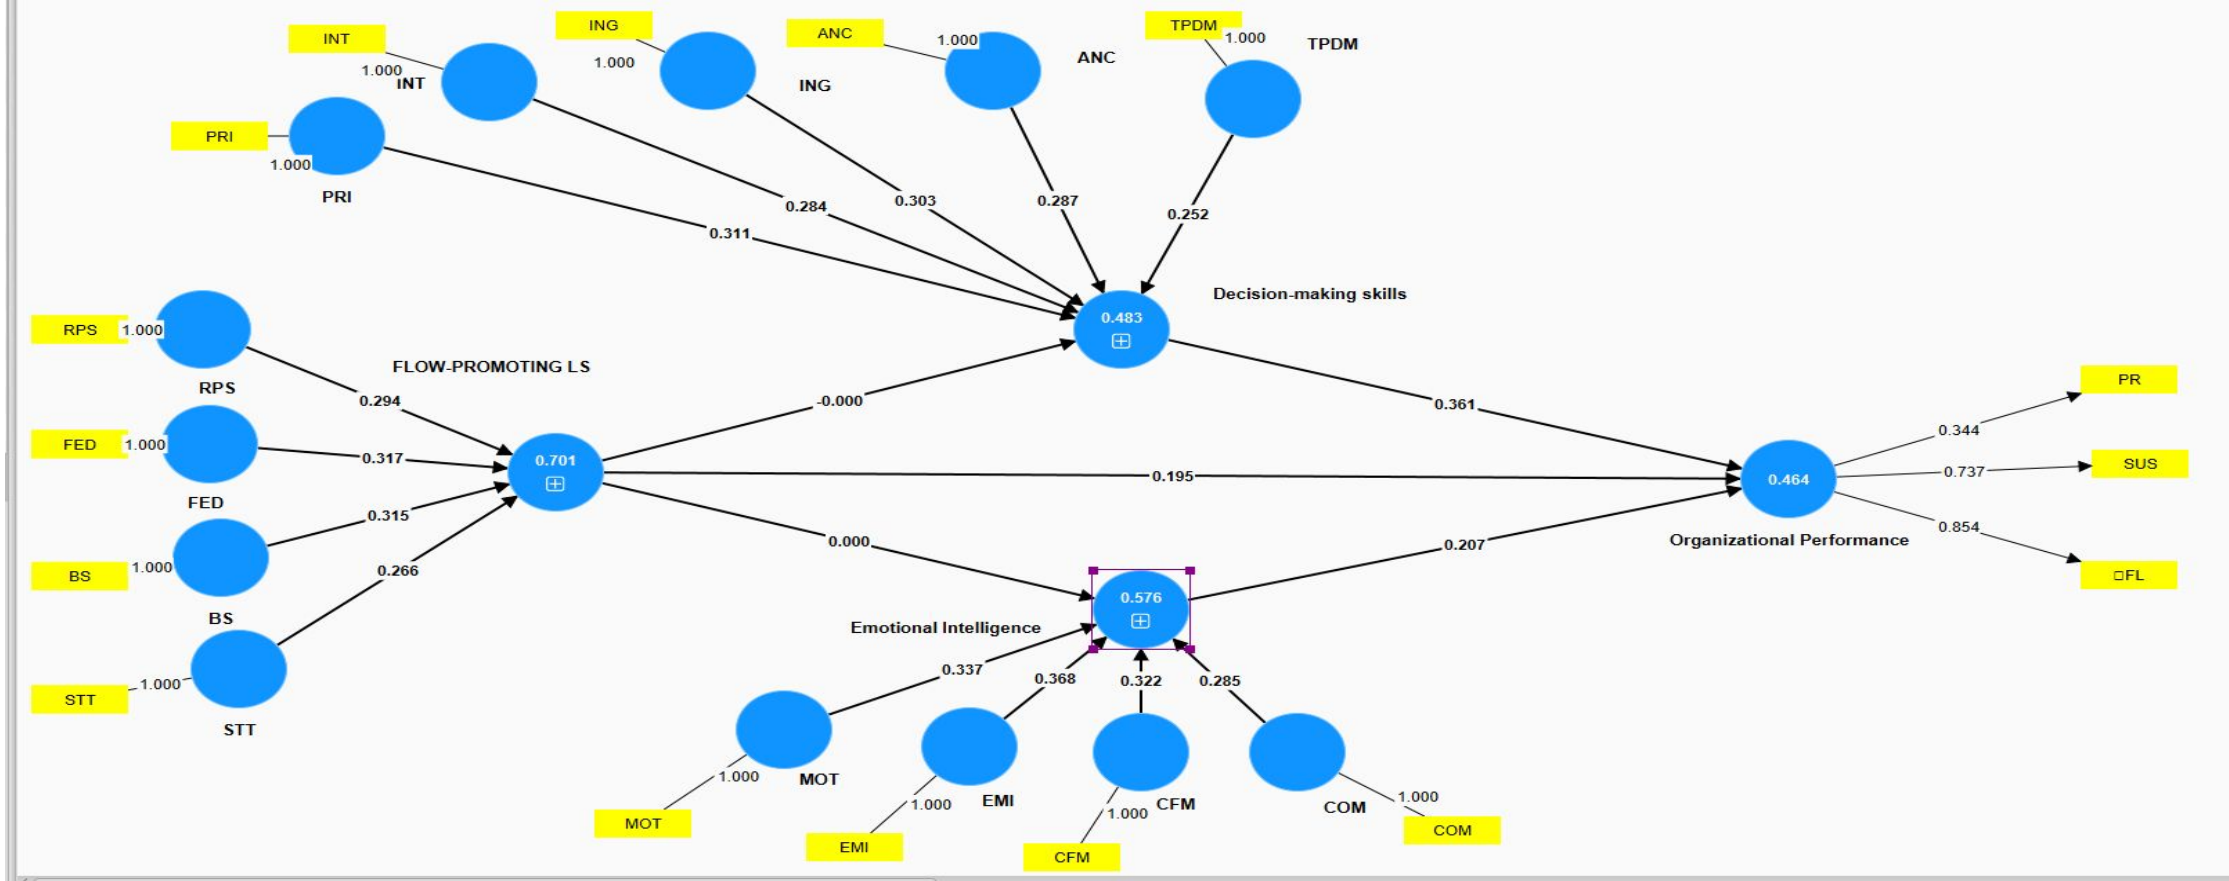 INT
ING
ANC
TPDM
1.000
1.000
1.000
1.000
INT
ING
ANC
TPDM
PRI
1.000
PRI
0.311
0.284
0.303
0.287
0.252
Decision-making skills
0.483
RPS
1.000
RPS
FLOW-PROMOTING LS
0.294
FED
1.000
FED
0.317
BS
1.000
BS
0.315
STT
1.000
STT
0.266
0.701
-0.000
0.195
0.000
0.361
0.207
0.464
Organizational Performance
PR
0.344
SUS
0.737
□FL
0.854
0.576
Emotional Intelligence
0.337
0.368
0.322
0.285
MOT
1.000
MOT
EMI
1.000
EMI
CFM
1.000
CFM
COM
1.000
COM